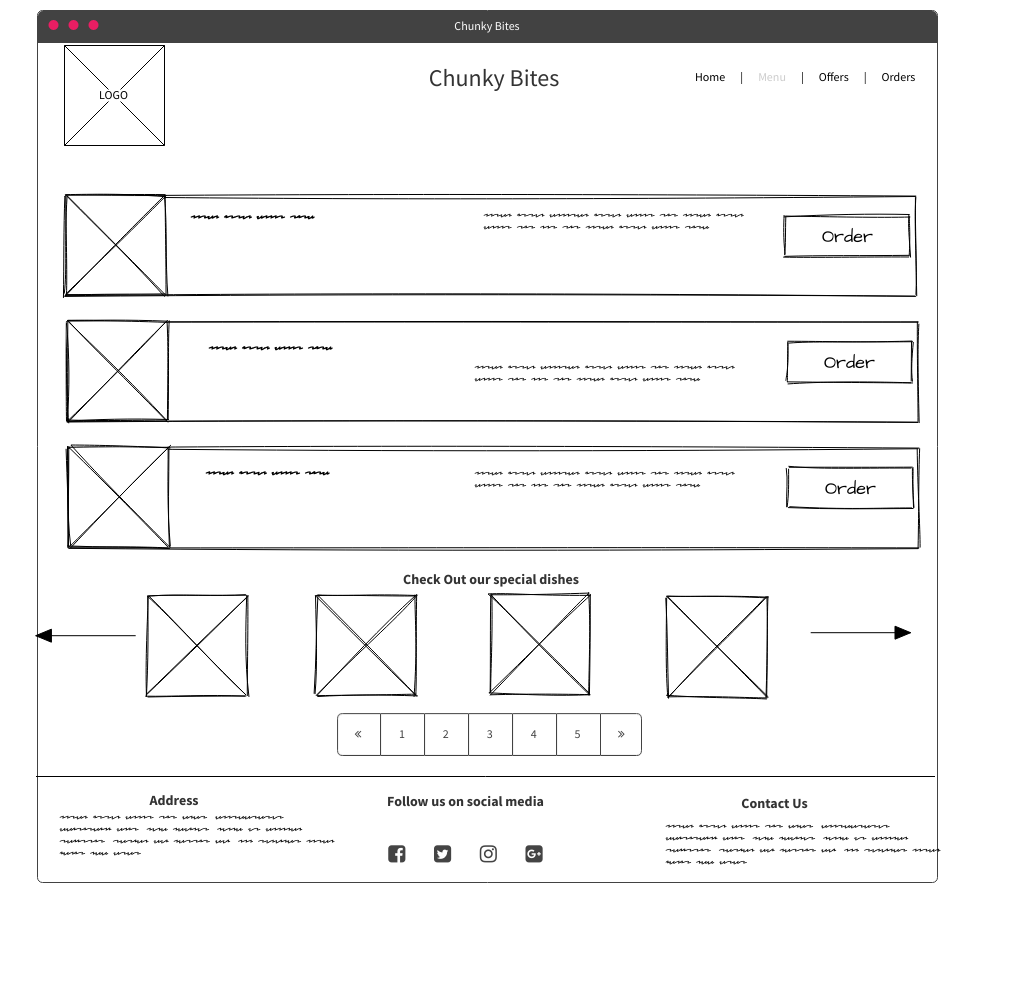 Chunky Bites
LOGO
Chunky Bites
Home | Menu | Offers | Orders
Order
Order
Order
Check Out our special dishes
« 1 2 3 4 5 »
Address
Follow us on social media
Contact Us
G+